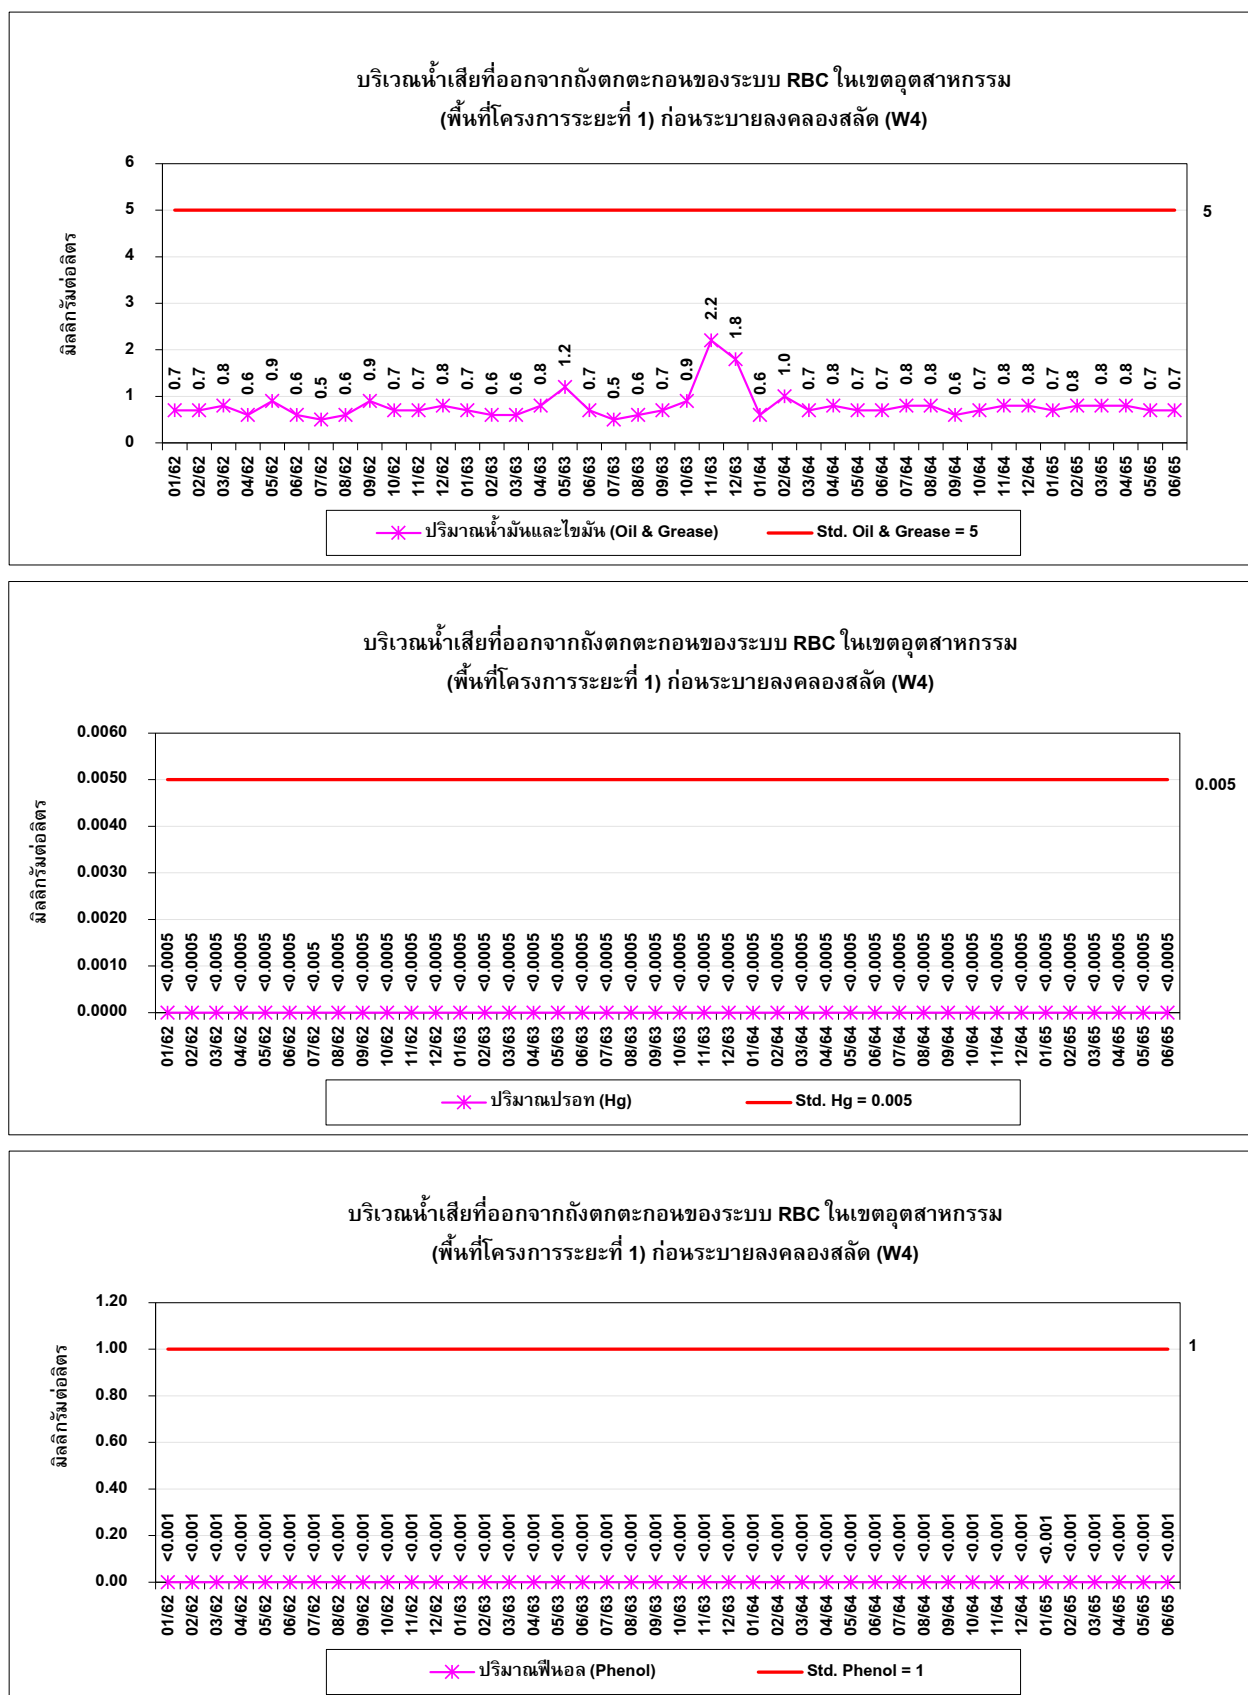 บริเวณน้ำเสียที่ออกจากถังตกตะกอนของระบบ RBC ในเขตอุตสาหกรรม
(พื้นที่โครงการระยะที่ 1) ก่อนระบายลงคลองสลัด (W4)
มิลลิกรัมต่อลิตร
6
5
4
3
2
1
0
5
0.7 0.7 0.8 0.6 0.9 0.6 0.5 0.6 0.9 0.7 0.7 0.8 0.7 0.6 0.6 0.8 1.2 0.7 0.5 0.6 0.7 0.9 2.2 1.8 0.6 1.0 0.7 0.8 0.7 0.7 0.8 0.8 0.6 0.7 0.8 0.8 0.7 0.8 0.8 0.8 0.7 0.7
01/62 02/62 03/62 04/62 05/62 06/62 07/62 08/62 09/62 10/62 11/62 12/62 01/63 02/63 03/63 04/63 05/63 06/63 07/63 08/63 09/63 10/63 11/63 12/63 01/64 02/64 03/64 04/64 05/64 06/64 07/64 08/64 09/64 10/64 11/64 12/64 01/65 02/65 03/65 04/65 05/65 06/65
ปริมาณน้ำมันและไขมัน (Oil & Grease) Std. Oil & Grease = 5
บริเวณน้ำเสียที่ออกจากถังตกตะกอนของระบบ RBC ในเขตอุตสาหกรรม
(พื้นที่โครงการระยะที่ 1) ก่อนระบายลงคลองสลัด (W4)
มิลลิกรัมต่อลิตร
0.0060
0.0050
0.0040
0.0030
0.0020
0.0010
0.0000
0.005
<0.0005 <0.0005 <0.0005 <0.0005 <0.0005 <0.0005 <0.005 <0.0005 <0.0005 <0.0005 <0.0005 <0.0005 <0.0005 <0.0005 <0.0005 <0.0005 <0.0005 <0.0005 <0.0005 <0.0005 <0.0005 <0.0005 <0.0005 <0.0005 <0.0005 <0.0005 <0.0005 <0.0005 <0.0005 <0.0005 <0.0005 <0.0005 <0.0005 <0.0005 <0.0005 <0.0005 <0.0005 <0.0005 <0.0005 <0.0005 <0.0005 <0.0005
01/62 02/62 03/62 04/62 05/62 06/62 07/62 08/62 09/62 10/62 11/62 12/62 01/63 02/63 03/63 04/63 05/63 06/63 07/63 08/63 09/63 10/63 11/63 12/63 01/64 02/64 03/64 04/64 05/64 06/64 07/64 08/64 09/64 10/64 11/64 12/64 01/65 02/65 03/65 04/65 05/65 06/65
ปริมาณปรอท (Hg) Std. Hg = 0.005
บริเวณน้ำเสียที่ออกจากถังตกตะกอนของระบบ RBC ในเขตอุตสาหกรรม
(พื้นที่โครงการระยะที่ 1) ก่อนระบายลงคลองสลัด (W4)
มิลลิกรัมต่อลิตร
1.20
1.00
0.80
0.60
0.40
0.20
0.00
1
<0.001 <0.001 <0.001 <0.001 <0.001 <0.001 <0.001 <0.001 <0.001 <0.001 <0.001 <0.001 <0.001 <0.001 <0.001 <0.001 <0.001 <0.001 <0.001 <0.001 <0.001 <0.001 <0.001 <0.001 <0.001 <0.001 <0.001 <0.001 <0.001 <0.001 <0.001 <0.001 <0.001 <0.001 <0.001 <0.001 <0.001 <0.001 <0.001 <0.001 <0.001 <0.001
01/62 02/62 03/62 04/62 05/62 06/62 07/62 08/62 09/62 10/62 11/62 12/62 01/63 02/63 03/63 04/63 05/63 06/63 07/63 08/63 09/63 10/63 11/63 12/63 01/64 02/64 03/64 04/64 05/64 06/64 07/64 08/64 09/64 10/64 11/64 12/64 01/65 02/65 03/65 04/65 05/65 06/65
ปริมาณฟีนอล (Phenol) Std. Phenol = 1